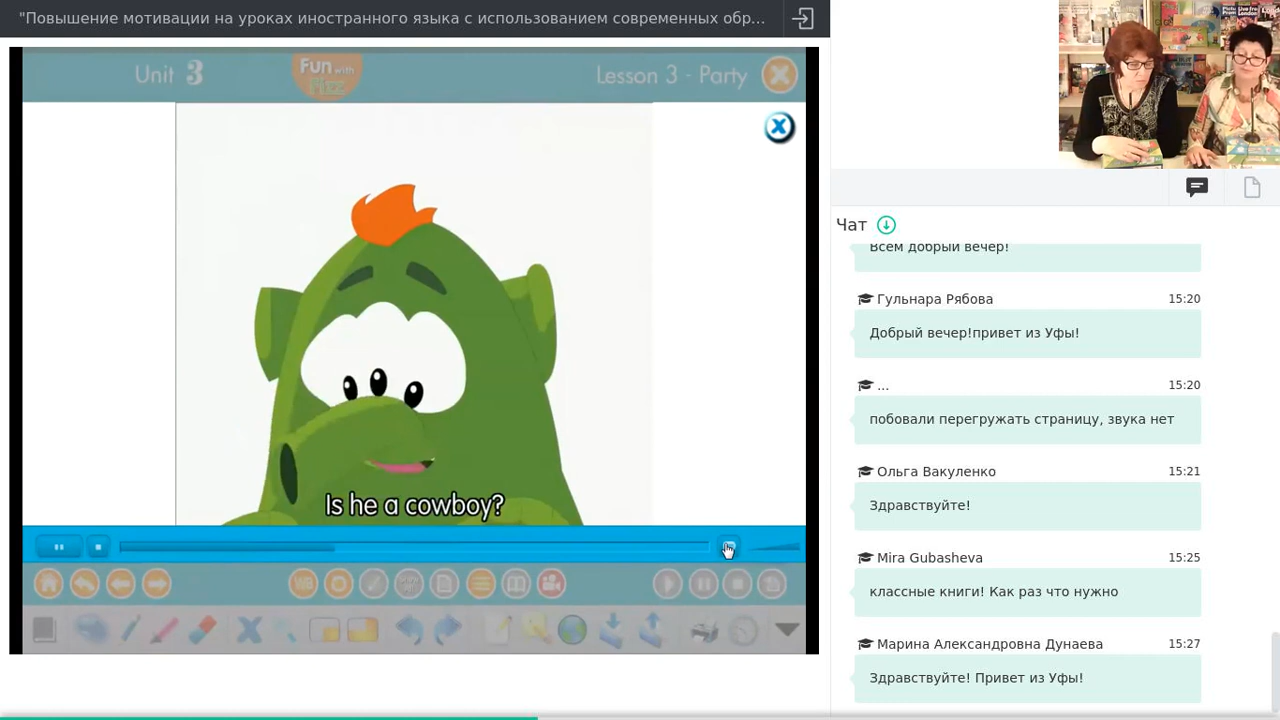 "Повышение мотивации на уроках иностранного языка с использованием современных обр...
Unit 3
Fun with
Fizz
Lesson 3 - Party
Is he a cowboy?
WB
Чат
Всем добрый вечер!
Гульнара Рябова 15:20
Добрый вечер!привет из Уфы!
... 15:20
побовали перегружать страницу, звука нет
Ольга Вакуленко 15:21
Здравствуйте!
Mira Gubasheva 15:25
классные книги! Как раз что нужно
Марина Александровна Дунаева 15:27
Здравствуйте! Привет из Уфы!